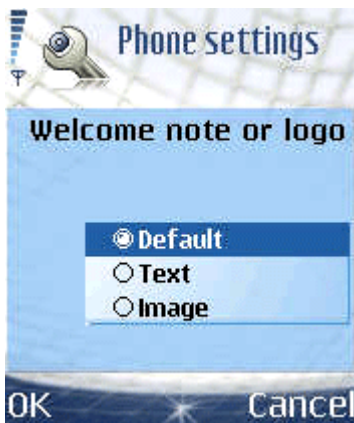 Phone settings
Welcome note or logo
Default
Text
Image
OK Cancel